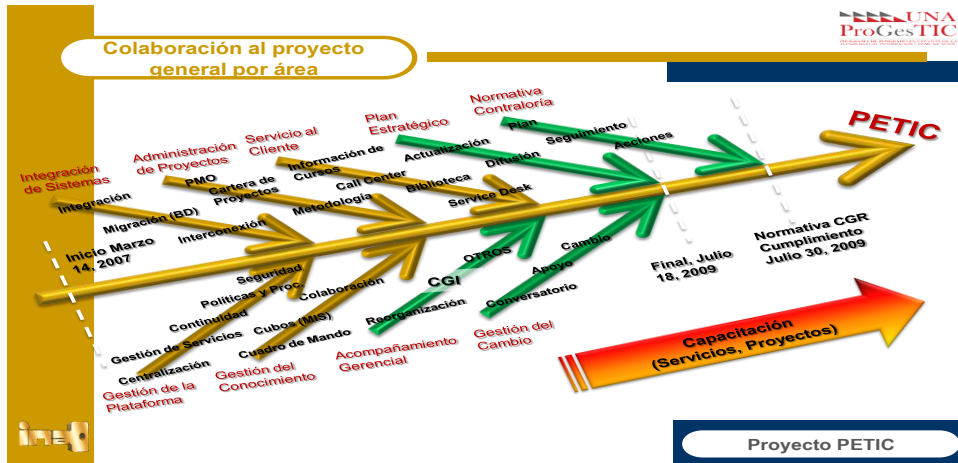 UNA
ProGesTIC
Colaboración al proyecto
general por área
PETIC
Normativa
Contraloría
Plan
Seguimiento
Acciones
Plan
Estratégico
Actualización
Difusión
Servicio al
Cliente
Información de
Cursos
Call Center
Biblioteca
Service Desk
Administración
de Proyectos
PMO
Cartera de
Proyectos
Metodología
Integración
de Sistemas
Integración
Migración (BD)
Interconexión
Inicio Marzo
14, 2007
Seguridad
Políticas y Proc.
Continuidad
Gestión de Servicios
Centralización
Gestión de la
Plataforma
Colaboración
Cubos (MIS)
Cuadro de Mando
Gestión del
Conocimiento
OTROS
CGI
Reorganización
Acompañamiento
Gerencial
Cambio
Apoyo
Conversatorio
Gestión del
Cambio
Final, Julio
18, 2009
Normativa CGR
Cumplimiento
Julio 30, 2009
Capacitación
(Servicios, Proyectos)
Proyecto PETIC